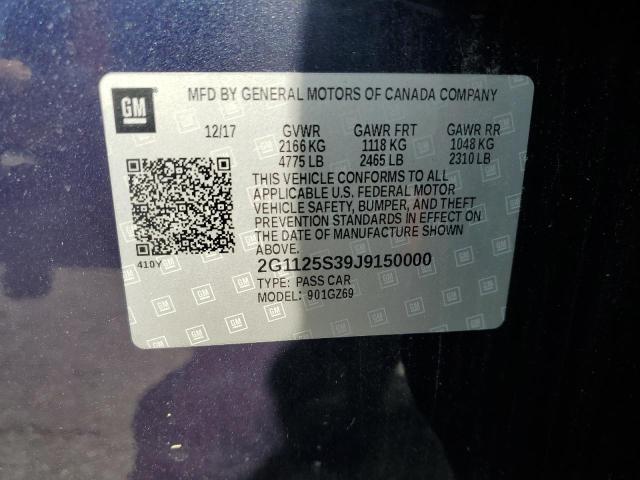 GM MFD BY GENERAL MOTORS OF CANADA COMPANY
12/17 GVWR GAWR FRT GAWR RR
2166 KG 1118 KG 1048 KG
4775 LB 2465 LB 2310 LB
THIS VEHICLE CONFORMS TO ALL
APPLICABLE U.S. FEDERAL MOTOR
VEHICLE SAFETY, BUMPER, AND THEFT
PREVENTION STANDARDS IN EFFECT ON
THE DATE OF MANUFACTURE SHOWN
ABOVE.
410Y
2G1125S39J9150000
TYPE: PASS CAR
MODEL: 901GZ69